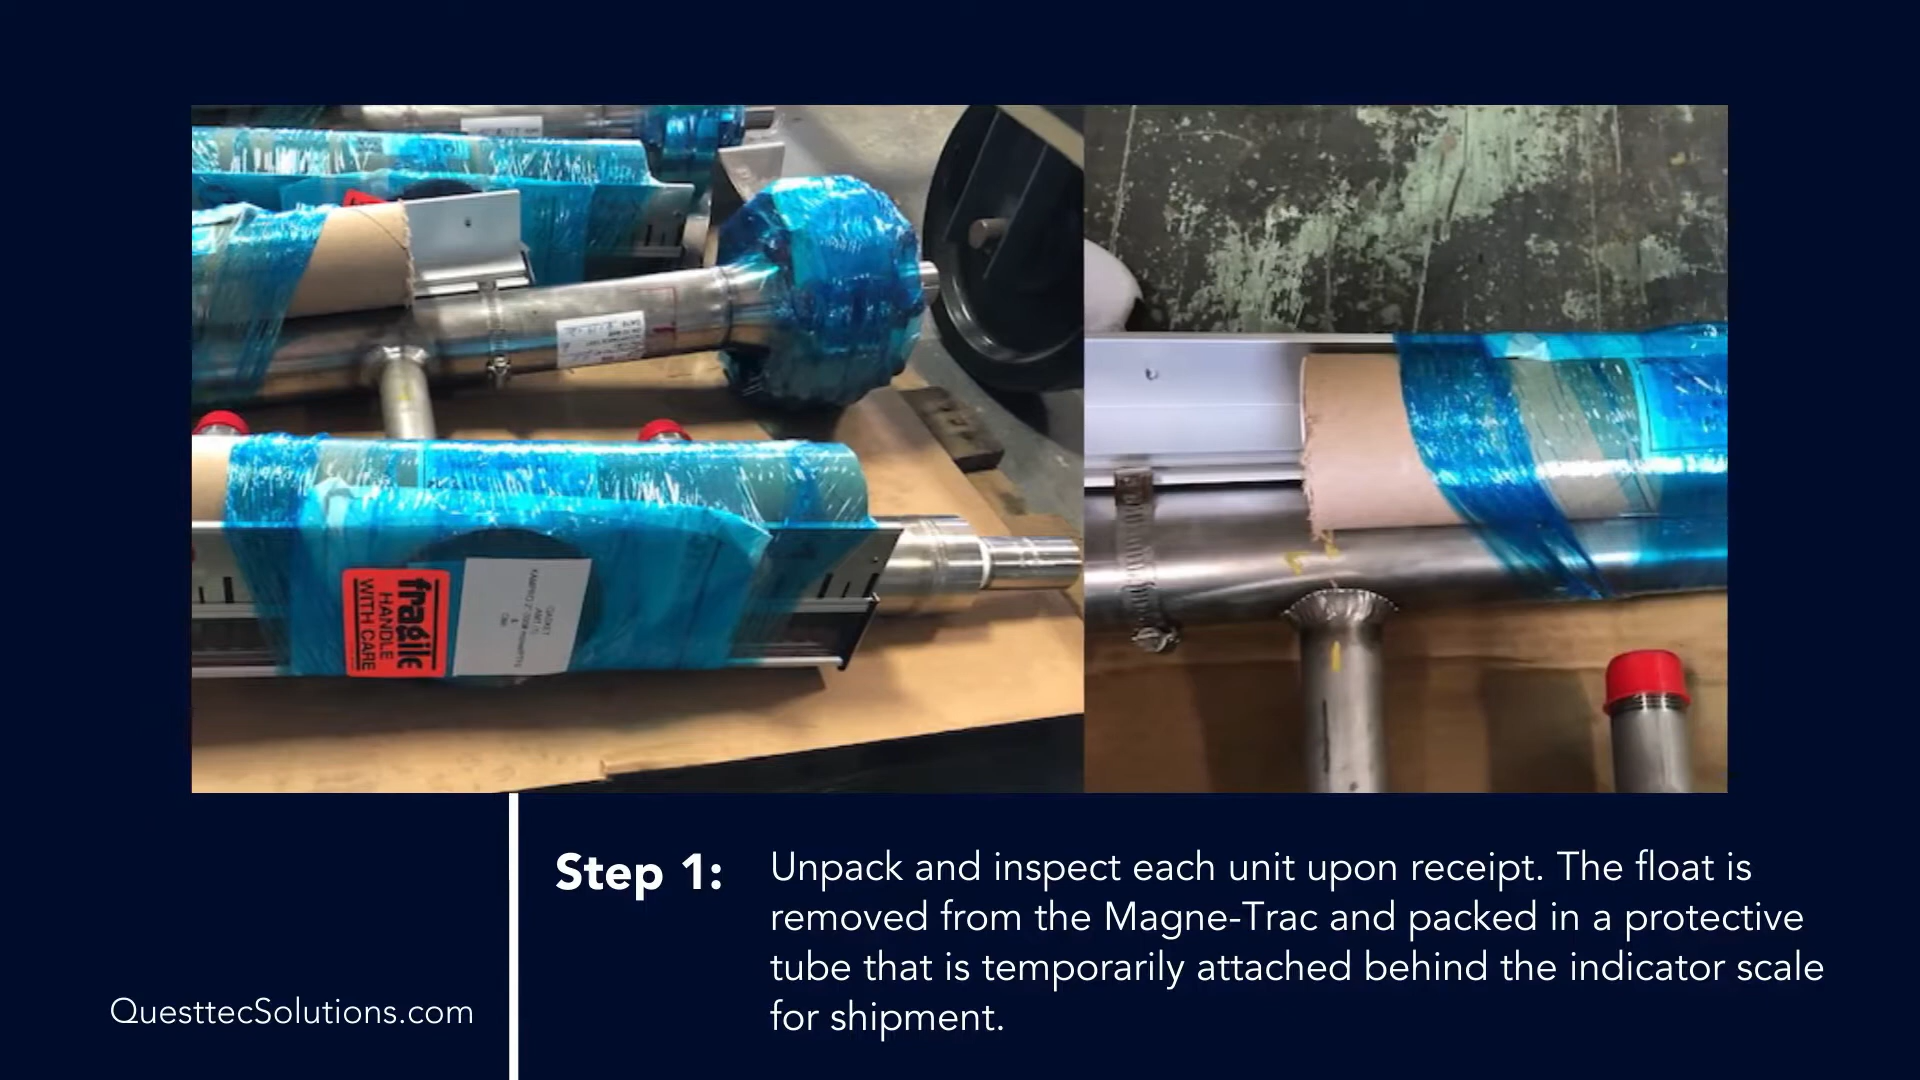 fragile
HANDLE
WITH CARE
GASKET
Step 1:
Unpack and inspect each unit upon receipt. The float is
removed from the Magne-Trac and packed in a protective
tube that is temporarily attached behind the indicator scale
for shipment.
QuesttecSolutions.com